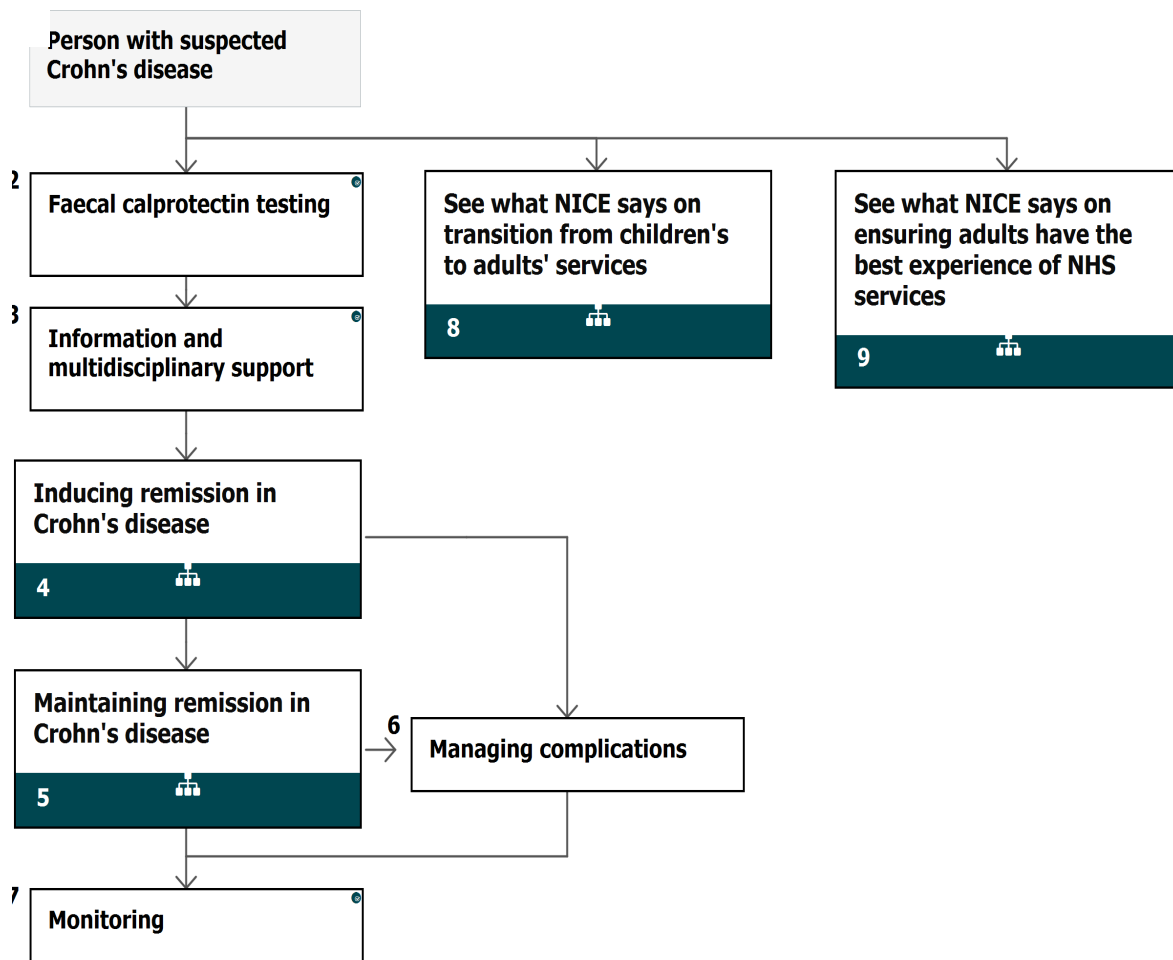 Person with suspected
Crohn's disease
2
Faecal calprotectin testing
See what NICE says on
transition from children's
to adults' services
8
See what NICE says on
ensuring adults have the
best experience of NHS
services
9
3
Information and
multidisciplinary support
Inducing remission in
Crohn's disease
4
Maintaining remission in
Crohn's disease
5
6
Managing complications
7
Monitoring